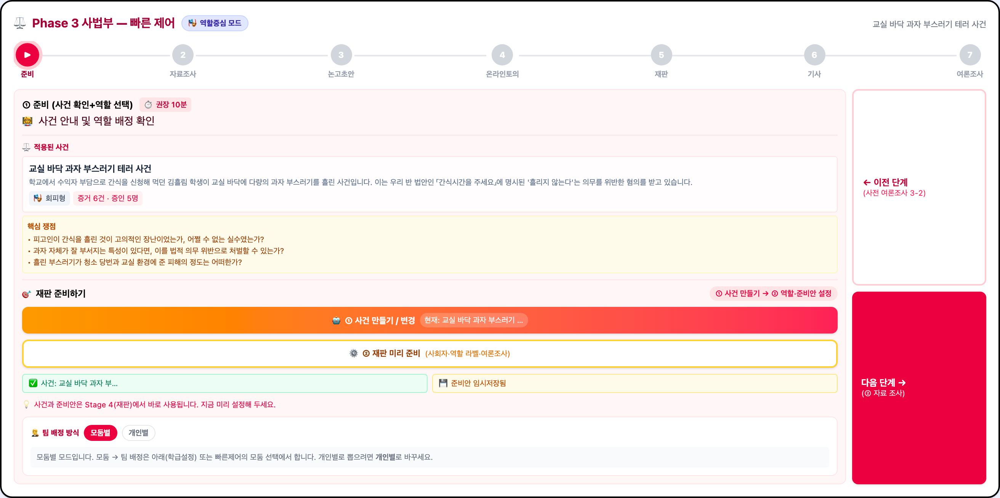 Phase 3 사법부 — 빠른 제어
역할중심 모드
교실 바닥 과자 부스러기 테러 사건
준비
2
자료조사
3
논고초안
4
온라인토의
5
재판
6
기사
7
여론조사
① 준비 (사건 확인+역할 선택)
권장 10분
사건 안내 및 역할 배정 확인
적용된 사건
교실 바닥 과자 부스러기 테러 사건
학교에서 수익자 부담으로 간식을 신청해 먹던 김흘림 학생이 교실 바닥에 다량의 과자 부스러기를 흘린 사건입니다. 이는 우리 반 법안인 「간식시간을 주세요」에 명시된 '흘리지 않는다'는 의무를 위반한 혐의를 받고 있습니다.
회피형
증거 6건 · 증인 5명
핵심 쟁점
• 피고인이 간식을 흘린 것이 고의적인 장난이었는가, 어쩔 수 없는 실수였는가?
• 과자 자체가 잘 부서지는 특성이 있다면, 이를 법적 의무 위반으로 처벌할 수 있는가?
• 흘린 부스러기가 청소 당번과 교실 환경에 준 피해의 정도는 어떠한가?
재판 준비하기
① 사건 만들기 → ② 역할·준비안 설정
① 사건 만들기 / 변경
현재: 교실 바닥 과자 부스러기 ...
② 재판 미리 준비 (사회자·역할 라벨·여론조사)
사건: 교실 바닥 과자 부...
준비안 임시저장됨
사건과 준비안은 Stage 4(재판)에서 바로 사용됩니다. 지금 미리 설정해 두세요.
팀 배정 방식
모둠별
개인별
모둠별 모드입니다. 모둠 → 팀 배정은 아래(학급설정) 또는 빠른제어의 모둠 선택에서 합니다. 개인별로 뽑으려면 개인별로 바꾸세요.
← 이전 단계
(사전 여론조사 3-2)
다음 단계 →
(② 자료 조사)